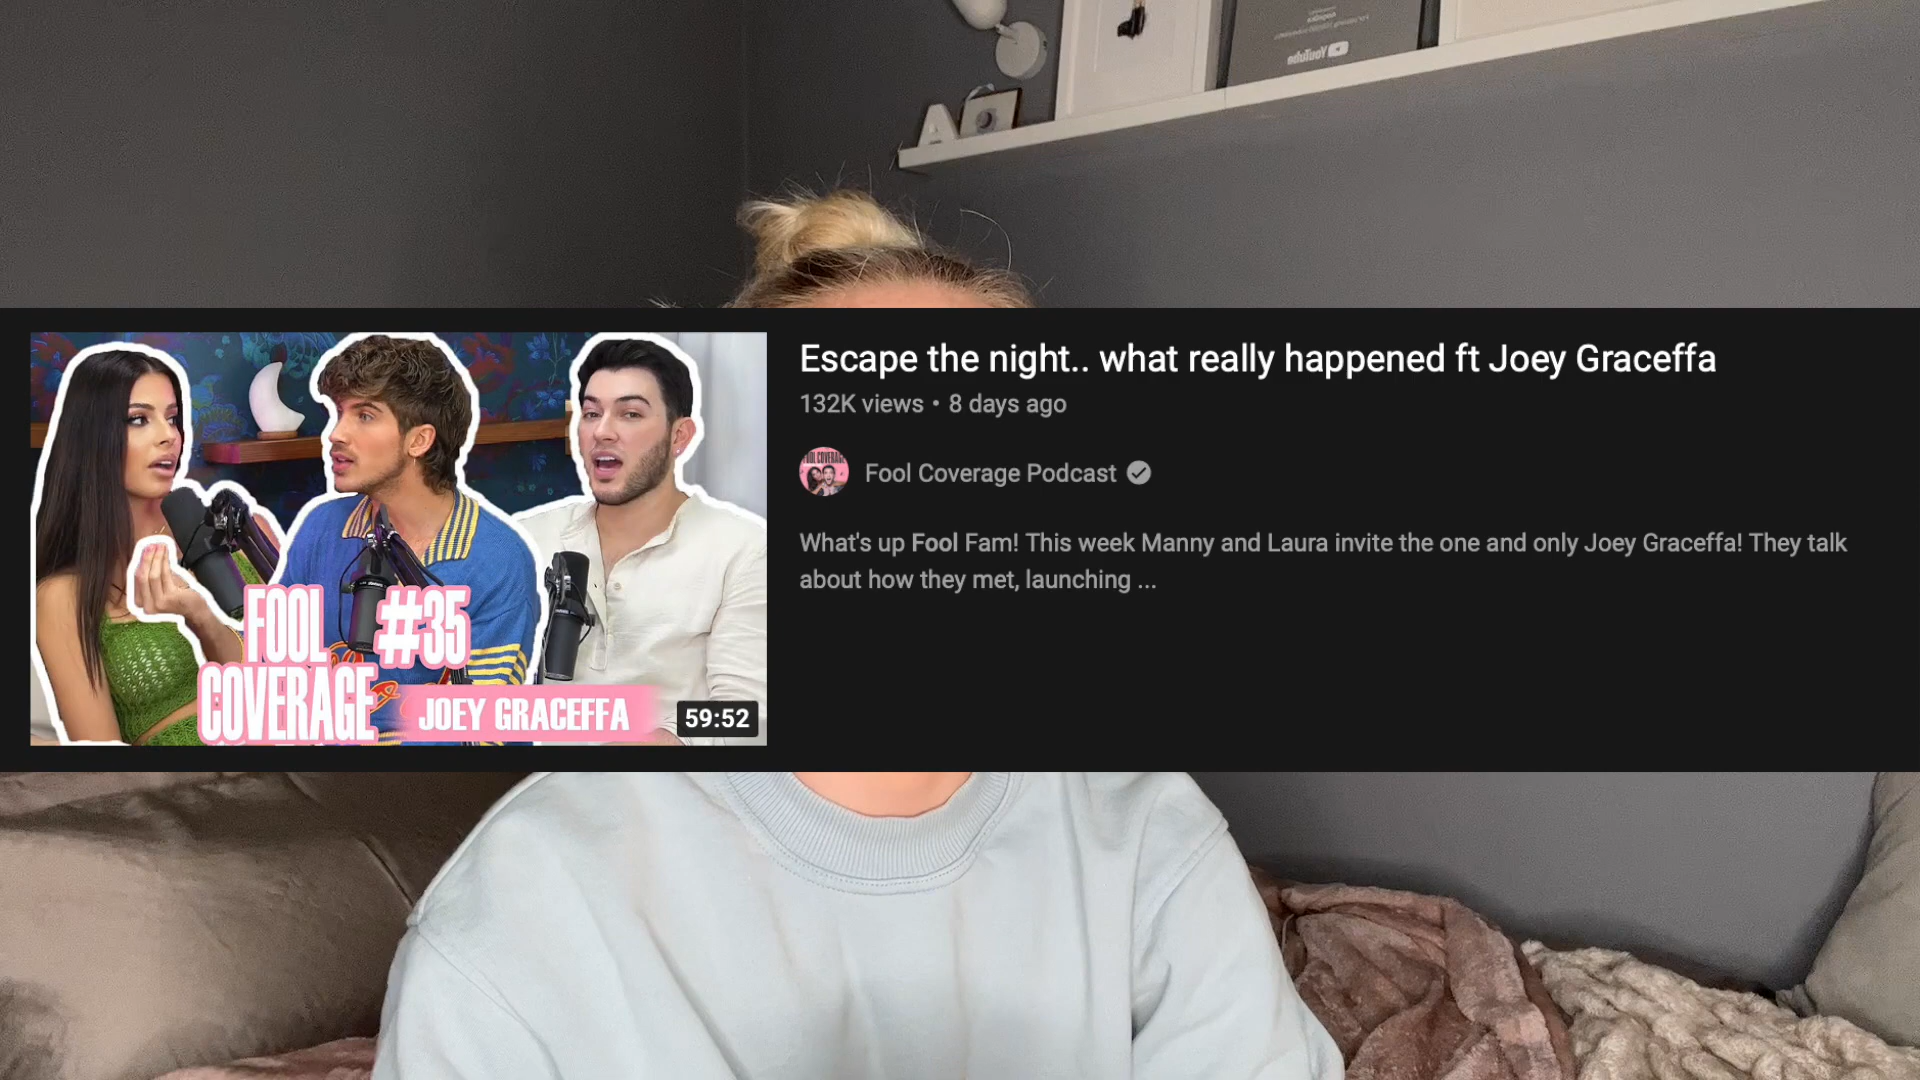 YouTube
A
Escape the night.. what really happened ft Joey Graceffa
132K views • 8 days ago
Fool Coverage Podcast
What's up Fool Fam! This week Manny and Laura invite the one and only Joey Graceffa! They talk
about how they met, launching ...
FOOL #35
COVERAGE
JOEY GRACEFFA
59:52